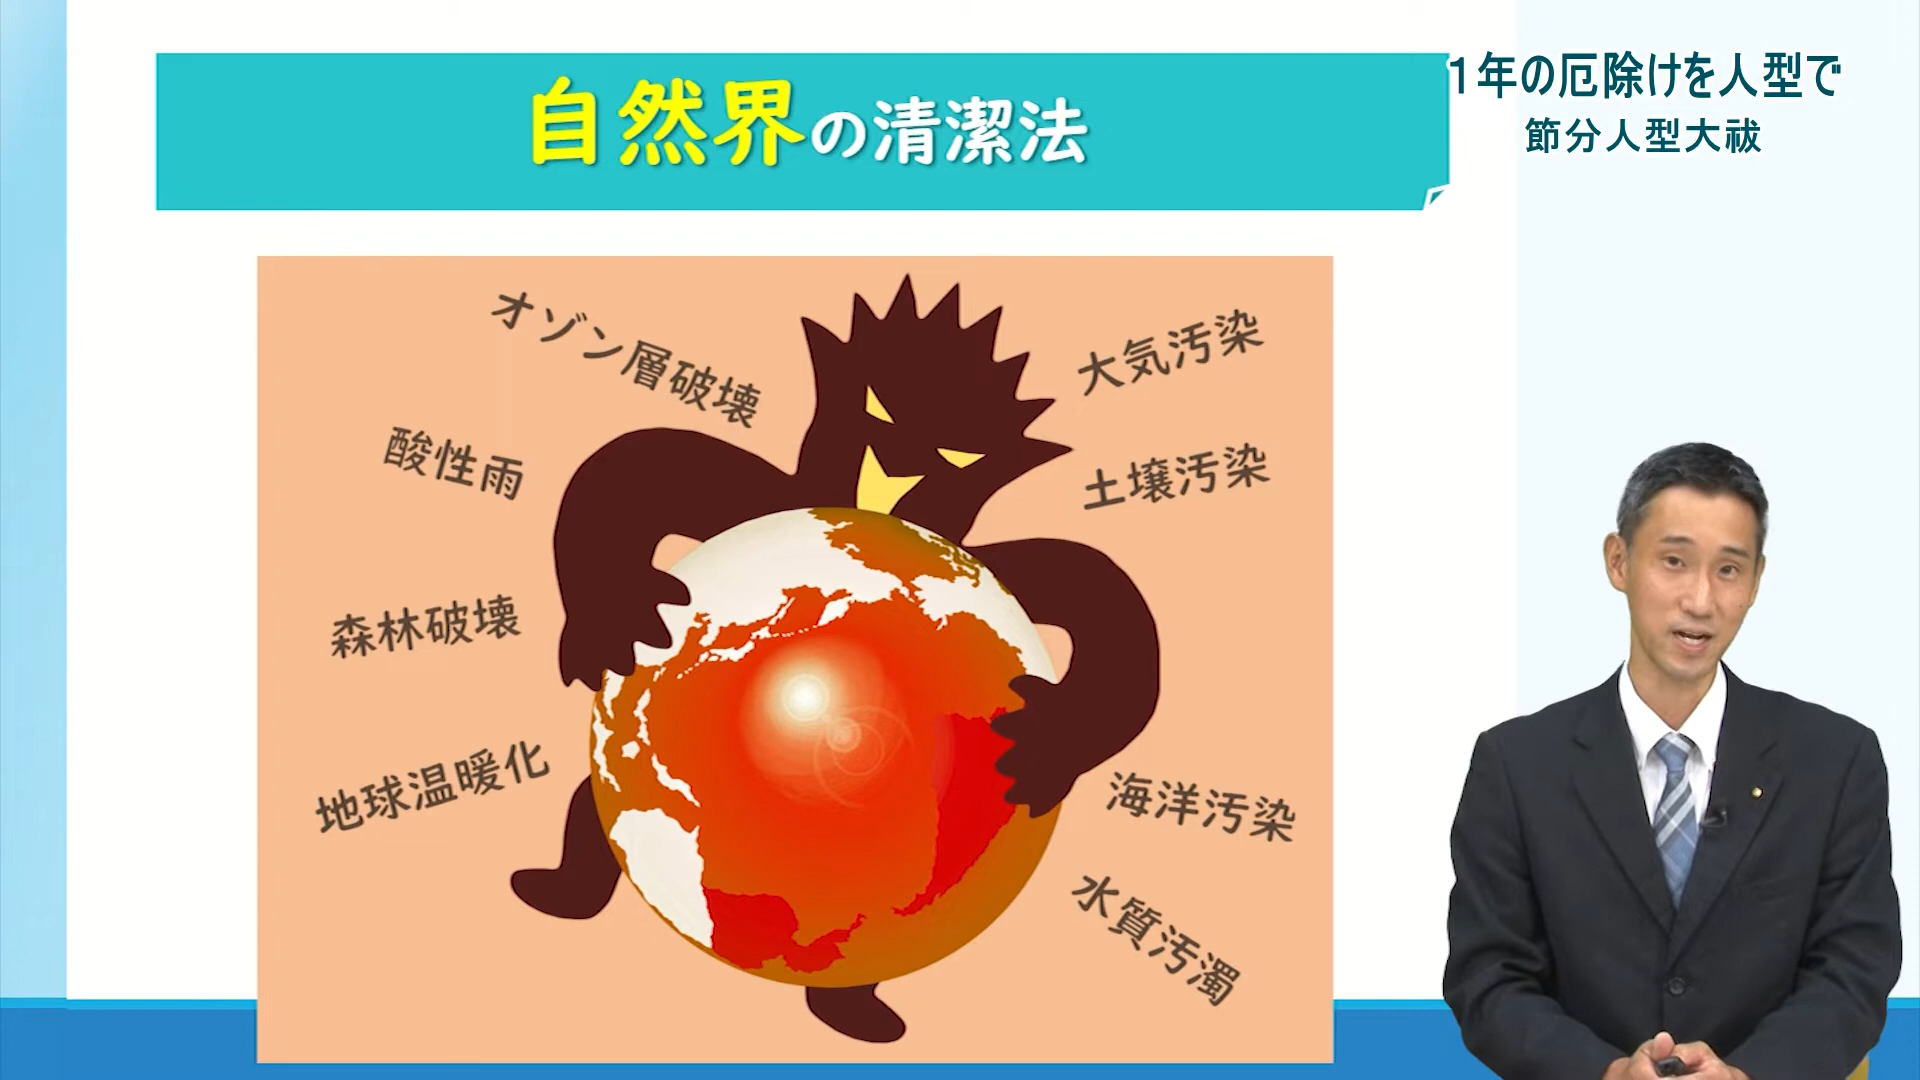 自然界の清潔法
1年の厄除けを人型で
節分人型大祓
オゾン層破壊
大気汚染
酸性雨
土壌汚染
森林破壊
地球温暖化
海洋汚染
水質汚濁